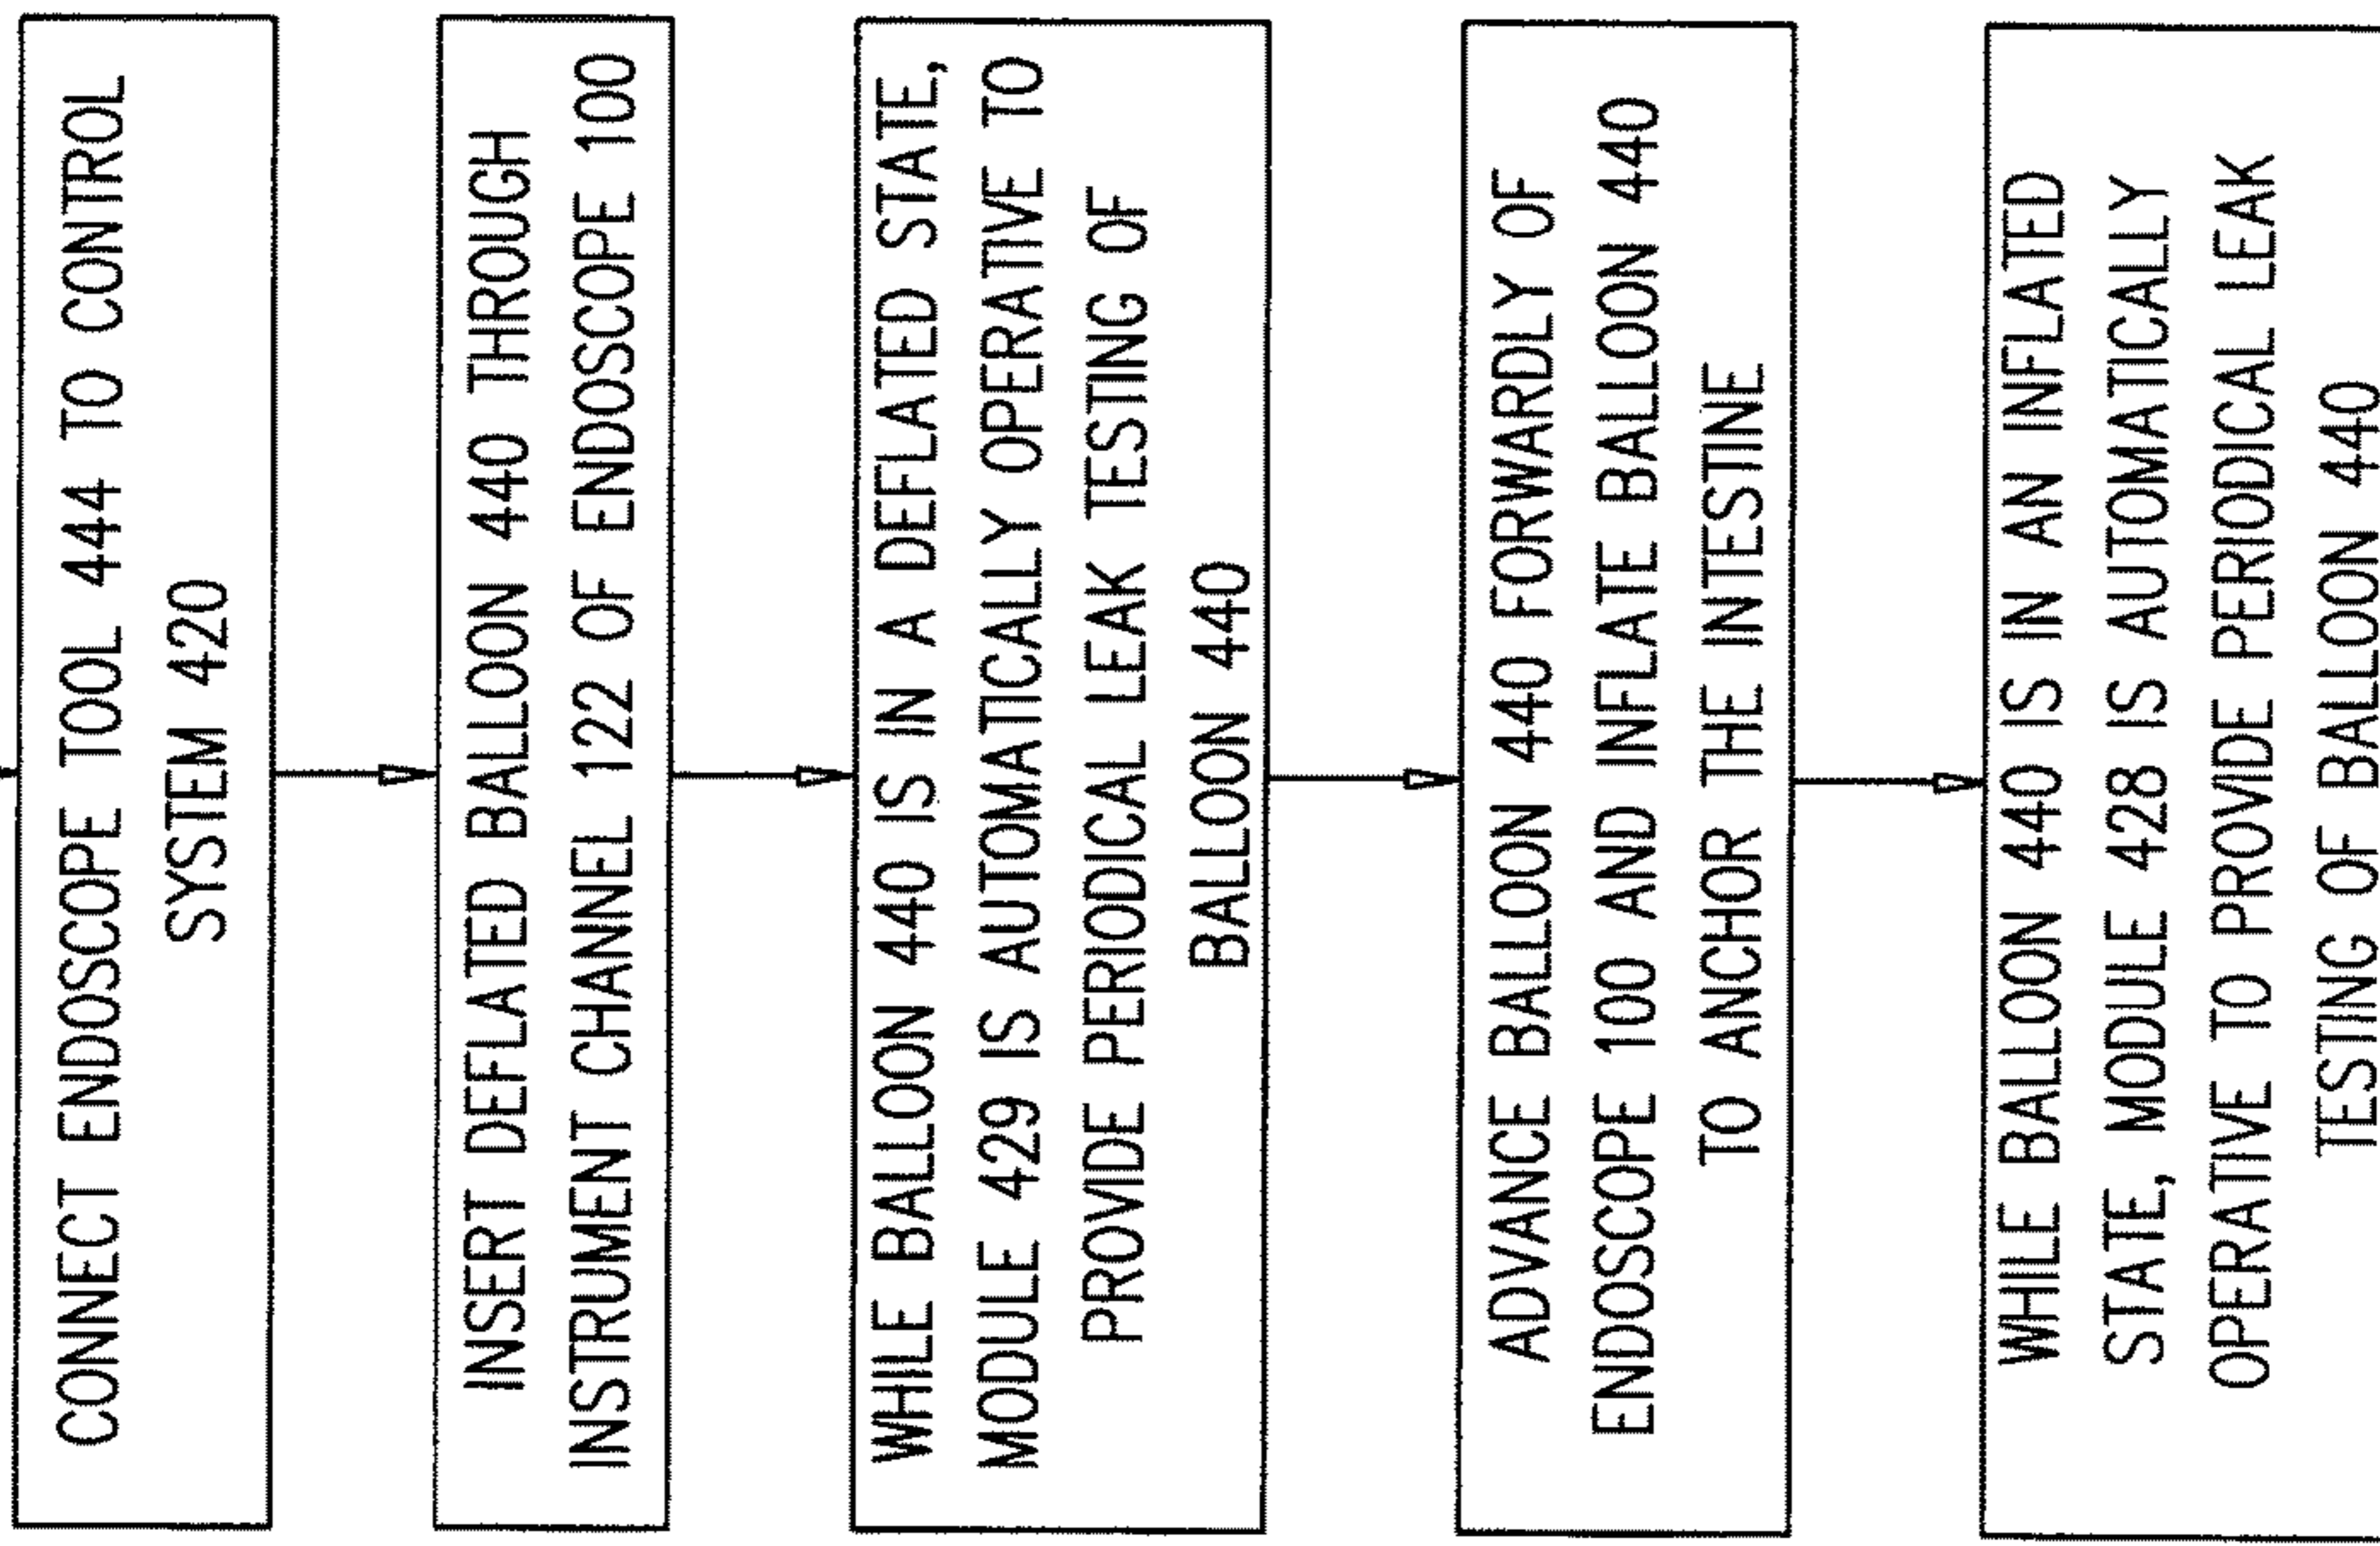 CONNECT ENDOSCOPE TOOL 444 TO CONTROL
SYSTEM 420
INSERT DEFLATED BALLOON 440 THROUGH
INSTRUMENT CHANNEL 122 OF ENDOSCOPE 100
WHILE BALLOON 440 IS IN A DEFLATED STATE,
MODULE 429 IS AUTOMATICALLY OPERATIVE TO
PROVIDE PERIODICAL LEAK TESTING OF
BALLOON 440
ADVANCE BALLOON 440 FORWARDLY OF
ENDOSCOPE 100 AND INFLATE BALLOON 440
TO ANCHOR THE INTESTINE
WHILE BALLOON 440 IS IN AN INFLATED
STATE, MODULE 428 IS AUTOMATICALLY
OPERATIVE TO PROVIDE PERIODICAL LEAK
TESTING OF BALLOON 440